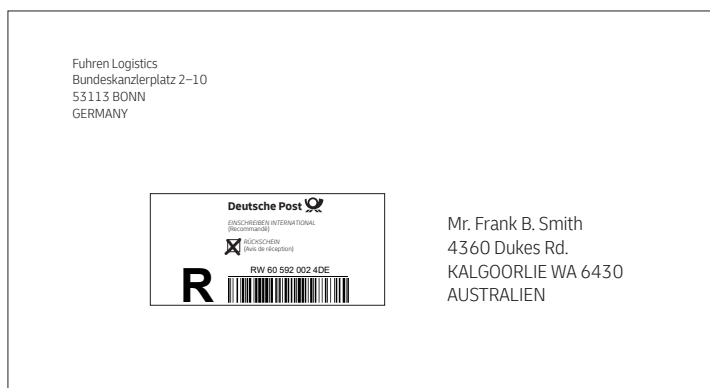 Fuhren Logistics
Bundeskanzlerplatz 2–10
53113 BONN
GERMANY
Deutsche Post
EINSCHREIBEN INTERNATIONAL
(Recommandé)
RÜCKSCHEIN
(Avis de réception)
R
RW 60 592 002 4DE
Mr. Frank B. Smith
4360 Dukes Rd.
KALGOORLIE WA 6430
AUSTRALIEN